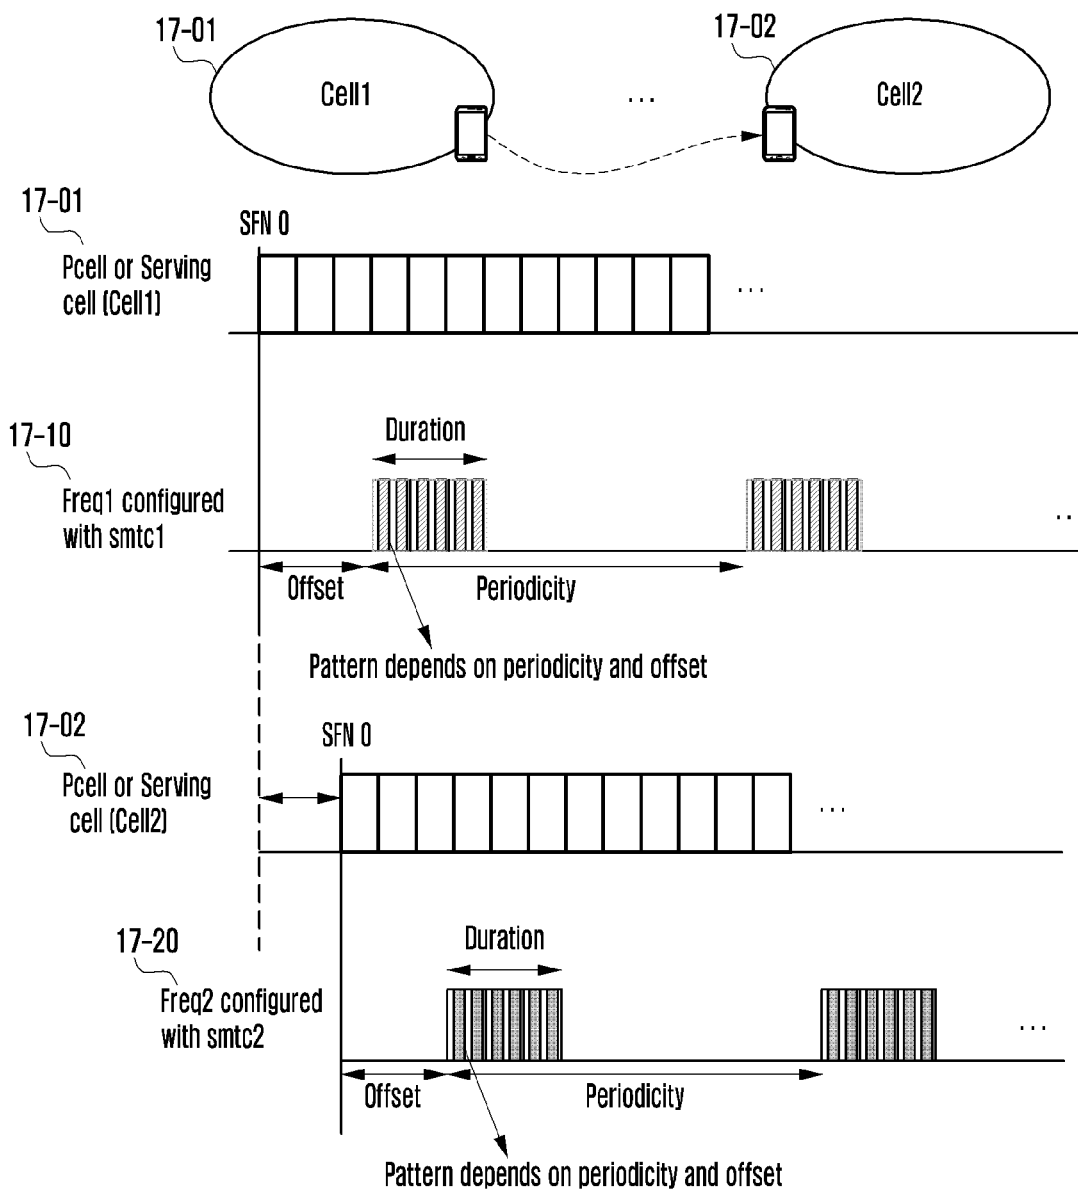 17-01
17-02
Cell1
...
Cell2
17-01
SFN 0
Pcell or Serving
cell (Cell1)
...
17-10
Duration
Freq1 configured
with smtc1
..
Offset
Periodicity
Pattern depends on periodicity and offset
17-02
SFN 0
Pcell or Serving
cell (Cell2)
...
17-20
Duration
Freq2 configured
with smtc2
...
Offset
Periodicity
Pattern depends on periodicity and offset